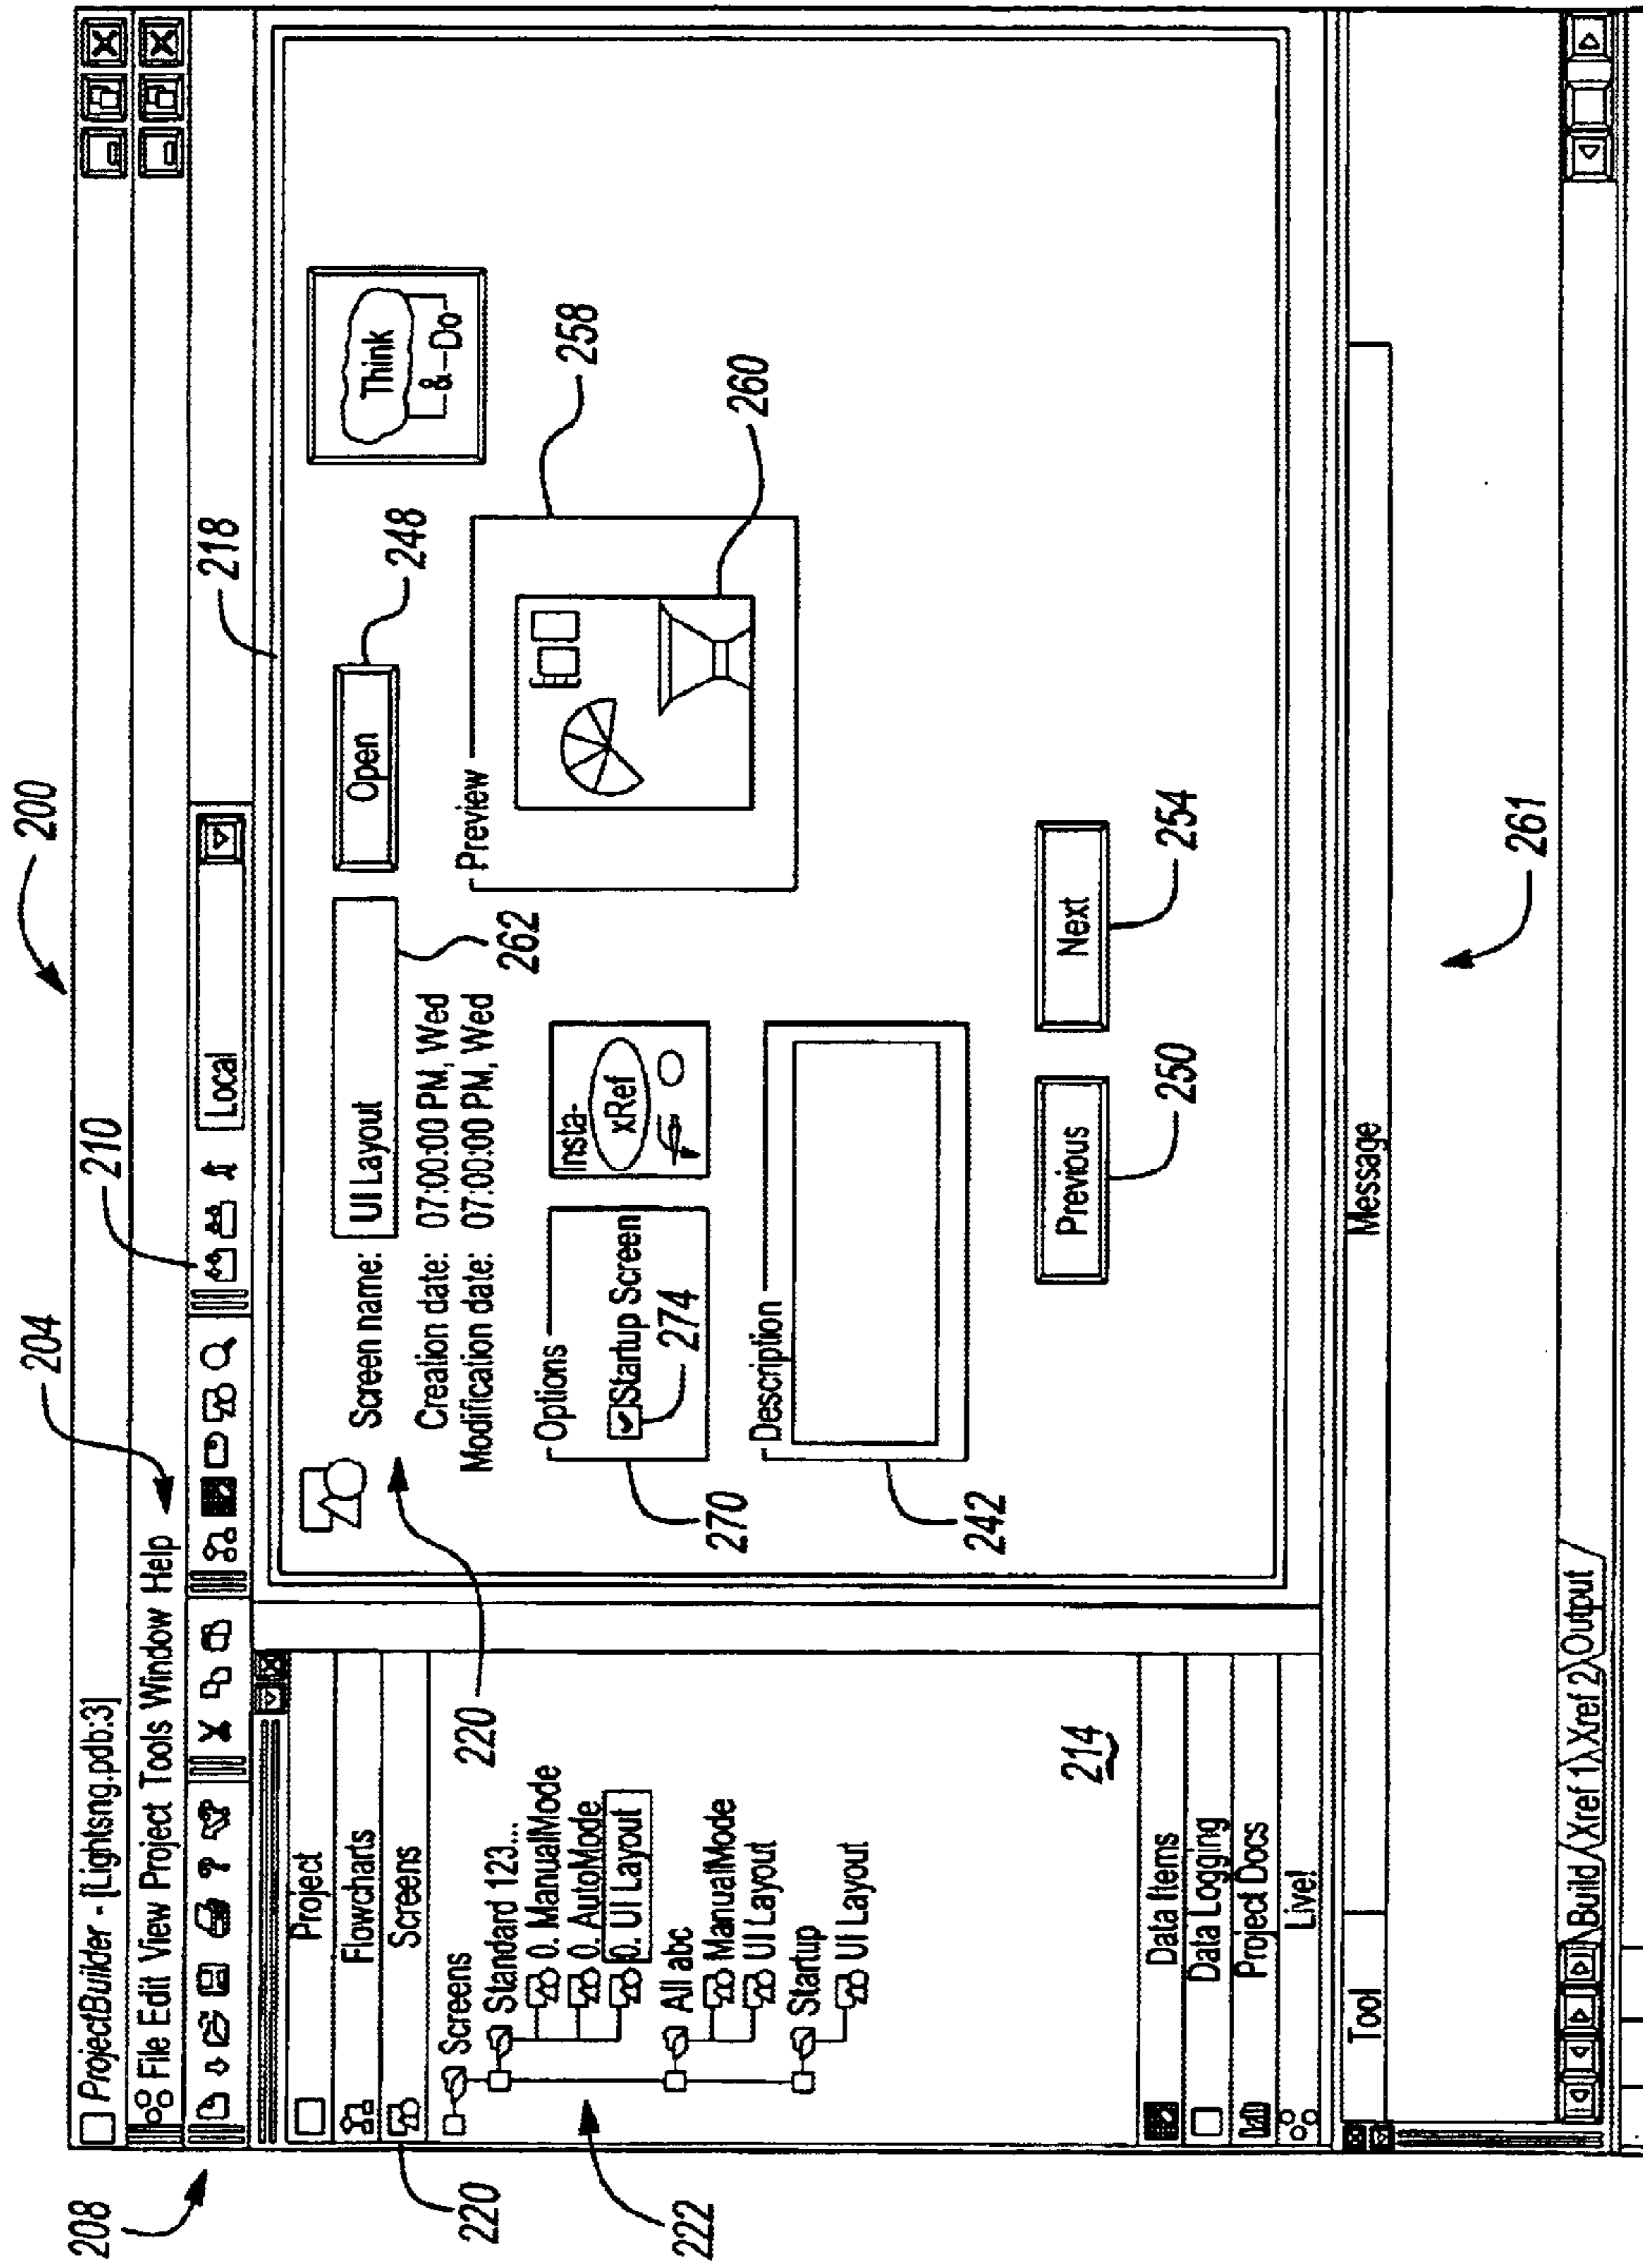 200
204
210
208
218
ProjectBuilder - [Lightsng.pdb:3]
File Edit View Project Tools Window Help
Local
Project
Flowcharts
Screens
Screens
Standard 123...
0. ManualMode
0. AutoMode
0. UI Layout
All abc
ManualMode
UI Layout
Startup
UI Layout
214
Data Items
Data Logging
Project Docs
Live!
220
222
220
Screen name: UI Layout
Open
248
262
Creation date: 07:00:00 PM, Wed
Modification date: 07:00:00 PM, Wed
Think
& Do
Options
Startup Screen
274
270
Insta-
xRef
Preview
258
260
Description
242
Previous
250
Next
254
Tool
Message
261
Build Xref 1 Xref 2 Output